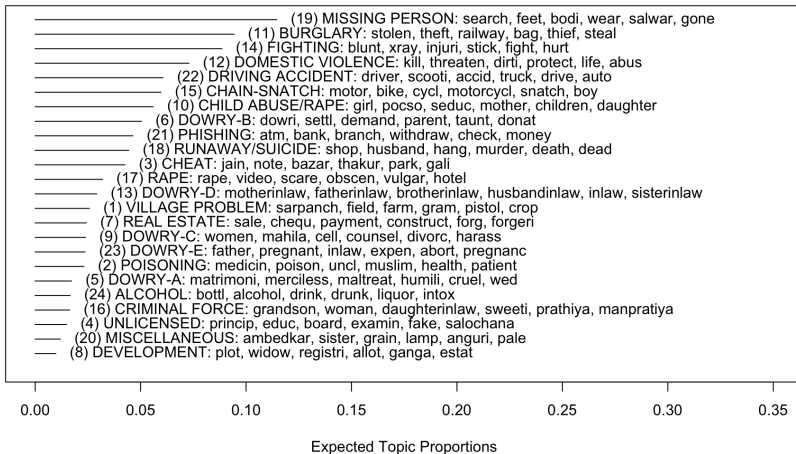 (19) MISSING PERSON: search, feet, bodi, wear, salwar, gone
(11) BURGLARY: stolen, theft, railway, bag, thief, steal
(14) FIGHTING: blunt, xray, injuri, stick, fight, hurt
(12) DOMESTIC VIOLENCE: kill, threaten, dirti, protect, life, abus
(22) DRIVING ACCIDENT: driver, scooti, accid, truck, drive, auto
(15) CHAIN-SNATCH: motor, bike, cycl, motorcycl, snatch, boy
(10) CHILD ABUSE/RAPE: girl, pocso, seduc, mother, children, daughter
(6) DOWRY-B: dowri, settl, demand, parent, taunt, donat
(21) PHISHING: atm, bank, branch, withdraw, check, money
(18) RUNAWAY/SUICIDE: shop, husband, hang, murder, death, dead
(3) CHEAT: jain, note, bazar, thakur, park, gali
(17) RAPE: rape, video, scare, obscen, vulgar, hotel
(13) DOWRY-D: motherinlaw, fatherinlaw, brotherinlaw, husbandinlaw, inlaw, sisterinlaw
(1) VILLAGE PROBLEM: sarpanch, field, farm, gram, pistol, crop
(7) REAL ESTATE: sale, chequ, payment, construct, forg, forgeri
(9) DOWRY-C: women, mahila, cell, counsel, divorc, harass
(23) DOWRY-E: father, pregnant, inlaw, expen, abort, pregnanc
(2) POISONING: medicin, poison, uncl, muslim, health, patient
(5) DOWRY-A: matrimoni, merciless, maltreat, humili, cruel, wed
(24) ALCOHOL: bottl, alcohol, drink, drunk, liquor, intox
(16) CRIMINAL FORCE: grandson, woman, daughterinlaw, sweeti, prathiya, manpratiya
(4) UNLICENSED: princip, educ, board, examin, fake, salochana
(20) MISCELLANEOUS: ambedkar, sister, grain, lamp, anguri, pale
(8) DEVELOPMENT: plot, widow, registri, allot, ganga, estat
0.00 0.05 0.10 0.15 0.20 0.25 0.30 0.35
Expected Topic Proportions